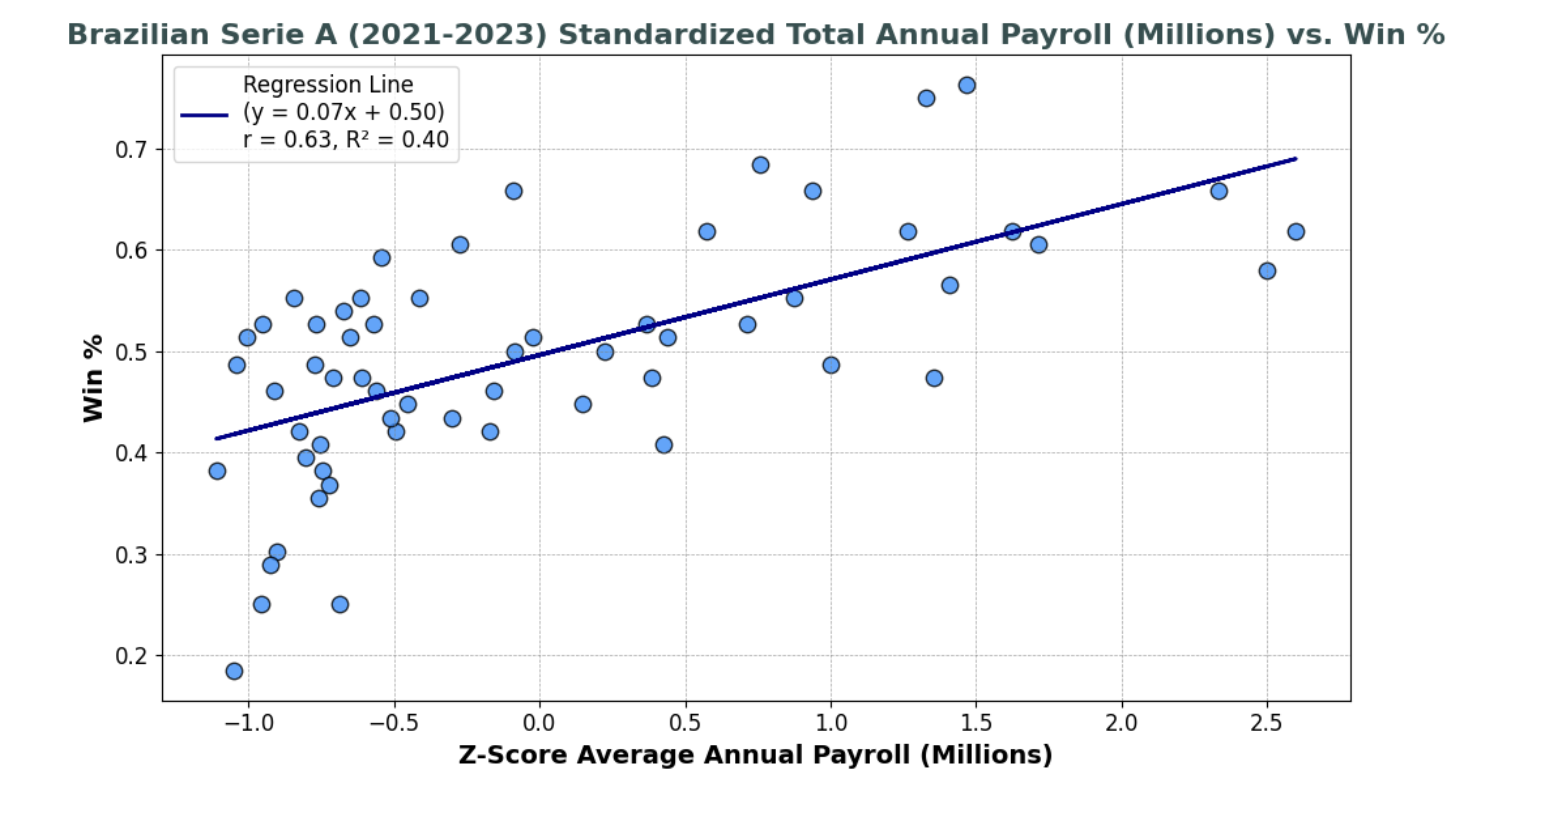 Brazilian Serie A (2021-2023) Standardized Total Annual Payroll (Millions) vs. Win %
Regression Line
(y = 0.07x + 0.50)
r = 0.63, R² = 0.40
0.7
0.6
0.5
0.4
0.3
0.2
Win %
−1.0 −0.5 0.0 0.5 1.0 1.5 2.0 2.5
Z-Score Average Annual Payroll (Millions)